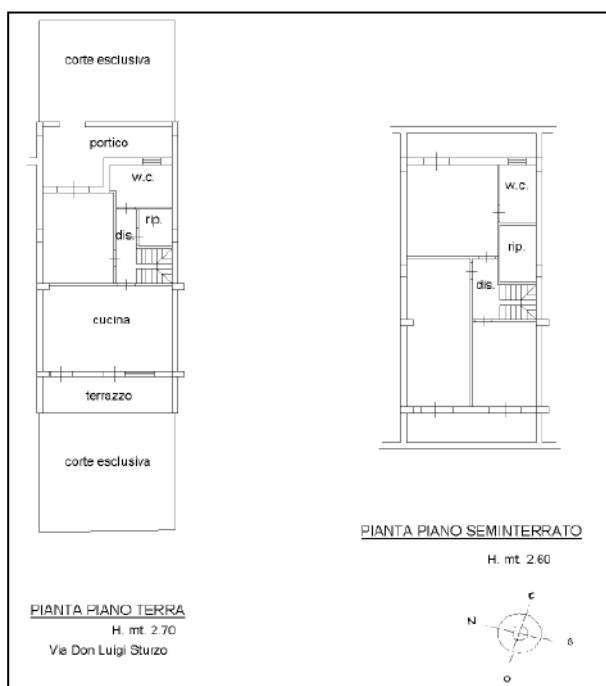 corte esclusiva
portico
w.c.
rip.
dis.
cucina
terrazzo
corte esclusiva
PIANTA PIANO TERRA
H. mt. 2.70
Via Don Luigi Sturzo
w.c.
rip.
dis.
PIANTA PIANO SEMINTERRATO
H. mt. 2.60
E
N
S
O